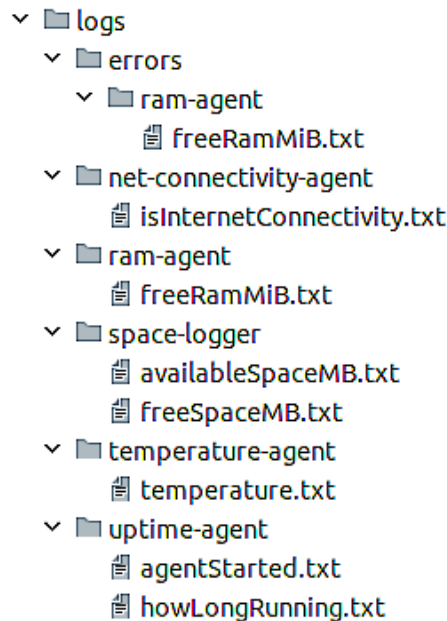 logs
errors
ram-agent
freeRamMiB.txt
net-connectivity-agent
isInternetConnectivity.txt
ram-agent
freeRamMiB.txt
space-logger
availableSpaceMB.txt
freeSpaceMB.txt
temperature-agent
temperature.txt
uptime-agent
agentStarted.txt
howLongRunning.txt